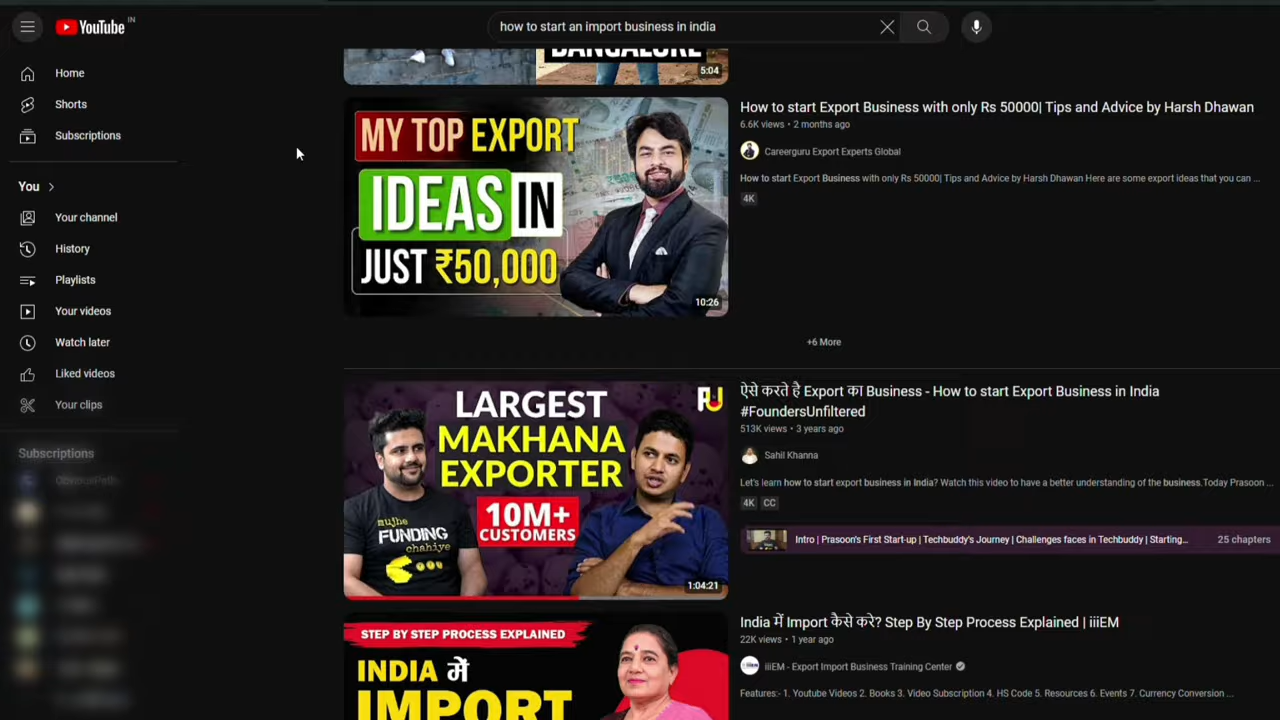 YouTube IN
how to start an import business in india
Home
Shorts
Subscriptions
You
Your channel
History
Playlists
Your videos
Watch later
Liked videos
Your clips
Subscriptions
BANGALORE
5:04
MY TOP EXPORT
IDEAS IN
JUST ₹50,000
10:26
How to start Export Business with only Rs 50000| Tips and Advice by Harsh Dhawan
6.6K views • 2 months ago
Careerguru Export Experts Global
How to start Export Business with only Rs 50000| Tips and Advice by Harsh Dhawan Here are some export ideas that you can ...
4K
+6 More
LARGEST
MAKHANA
EXPORTER
10M+
CUSTOMERS
mujhe
FUNDING
chahiye
1:04:21
ऐसे करते है Export का Business - How to start Export Business in India
#FoundersUnfiltered
513K views • 3 years ago
Sahil Khanna
Let's learn how to start export business in India? Watch this video to have a better understanding of the business.Today Prasoon ...
4K CC
Intro | Prasoon's First Start-up | Techbuddy's Journey | Challenges faces in Techbuddy | Starting...
25 chapters
STEP BY STEP PROCESS EXPLAINED
INDIA में
IMPORT
India में Import कैसे करे? Step By Step Process Explained | iiiEM
22K views • 1 year ago
iiiEM - Export Import Business Training Center
Features:- 1. Youtube Videos 2. Books 3. Video Subscription 4. HS Code 5. Resources 6. Events 7. Currency Conversion ...